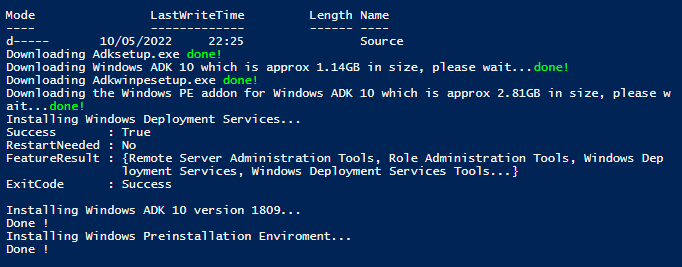 Mode                LastWriteTime         Length Name
----                -------------         ------ ----
d-----       10/05/2022     22:25                Source
Downloading Adksetup.exe done!
Downloading Windows ADK 10 which is approx 1.14GB in size, please wait...done!
Downloading Adkwinpesetup.exe done!
Downloading the Windows PE addon for Windows ADK 10 which is approx 2.81GB in size, please w
ait...done!
Installing Windows Deployment Services...
Success       : True
RestartNeeded : No
FeatureResult : {Remote Server Administration Tools, Role Administration Tools, Windows Dep
                loyment Services, Windows Deployment Services Tools...}
ExitCode      : Success

Installing Windows ADK 10 version 1809...
Done !
Installing Windows Preinstallation Enviroment...
Done !